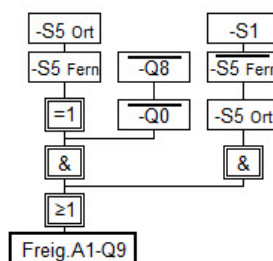 -S5 Ort -S1
-S5 Fern -Q8 -S5 Fern
=1 -Q0 -S5 Ort
& &
≥1
Freig.A1-Q9